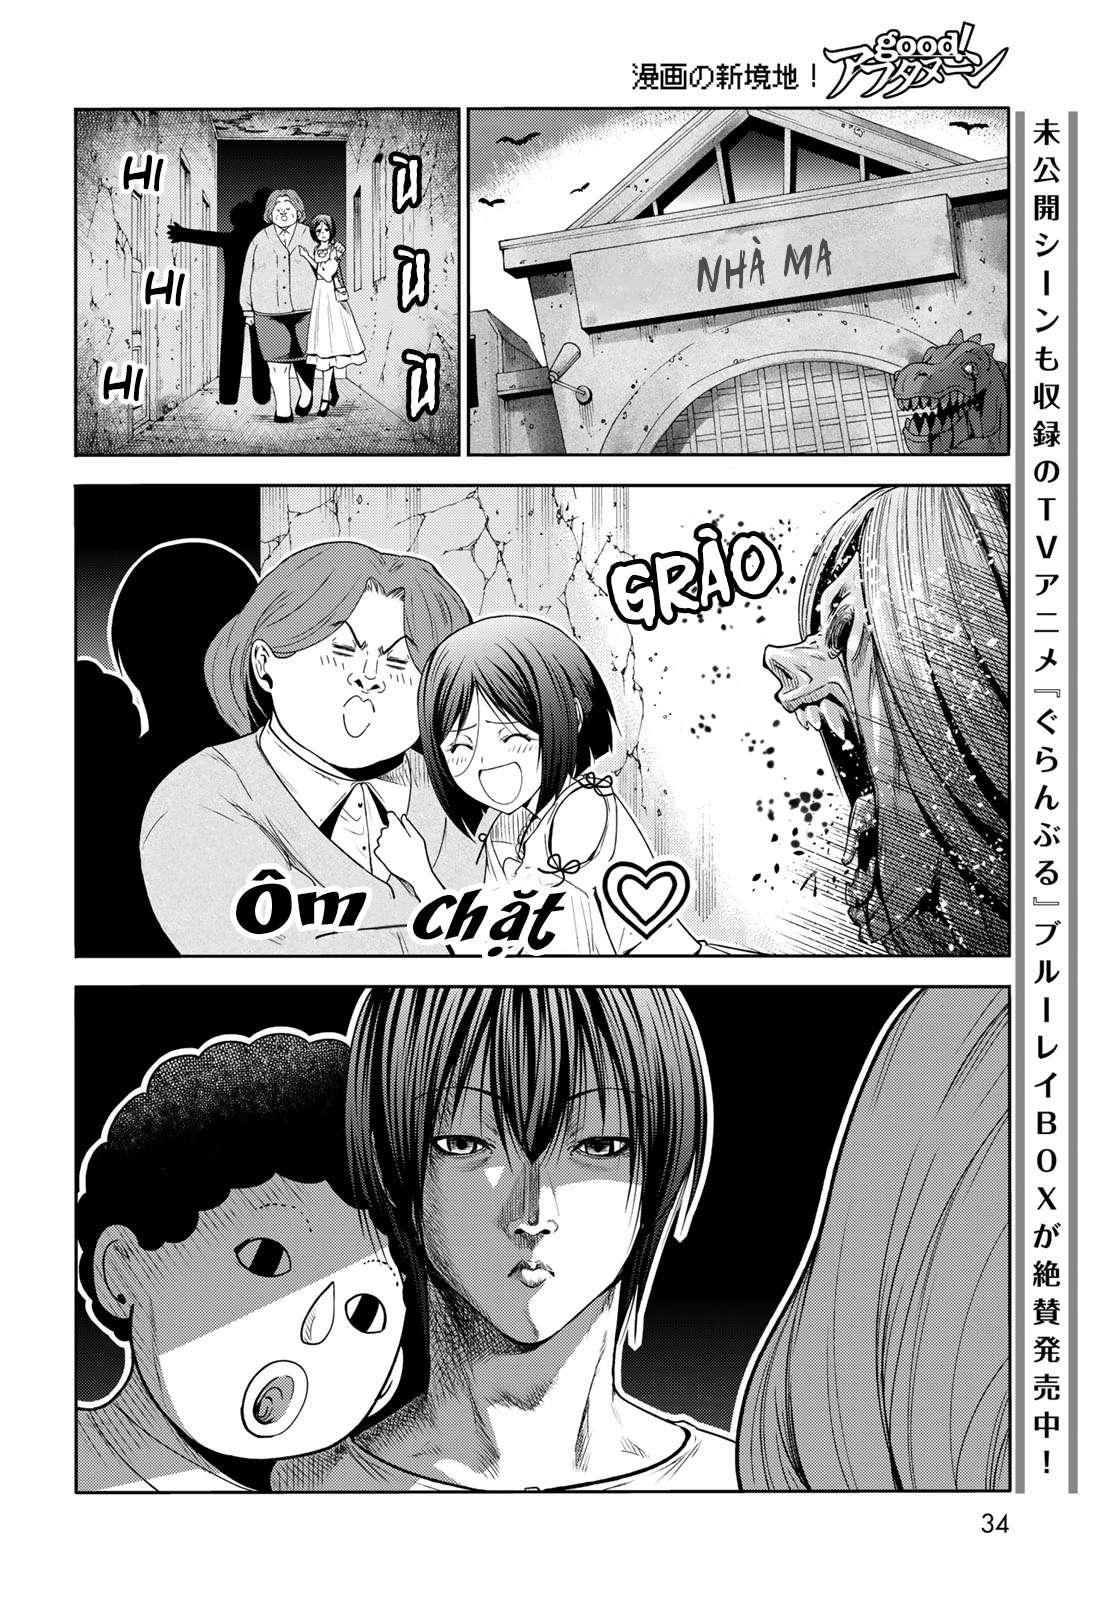 漫画の新境地！
good!
アフタヌーン
NHÀ MA
Ù
Ù
Ù
HI
HI
HI
GRÀO
Ôm chặt
未公開シーンも収録のTVアニメ『ぐらんぶる』ブルーレイBOXが絶賛発売中！
34